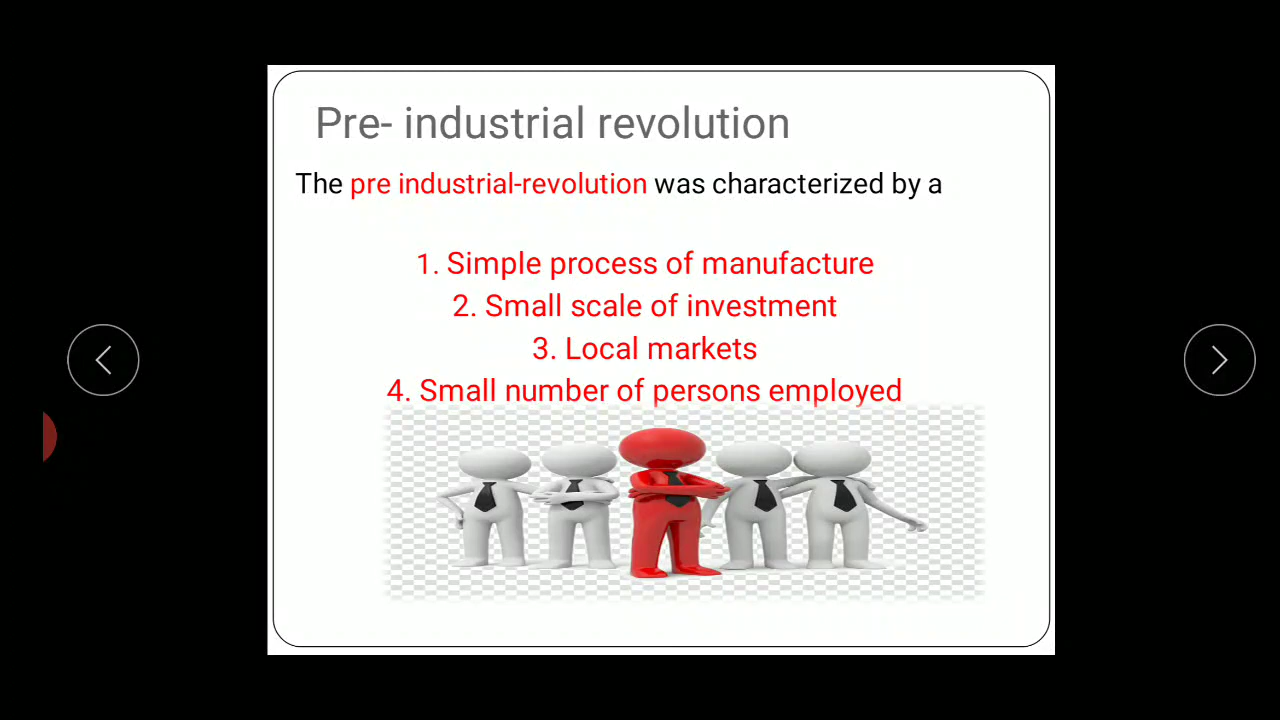 Pre- industrial revolution
The pre industrial-revolution was characterized by a
1. Simple process of manufacture
2. Small scale of investment
3. Local markets
4. Small number of persons employed